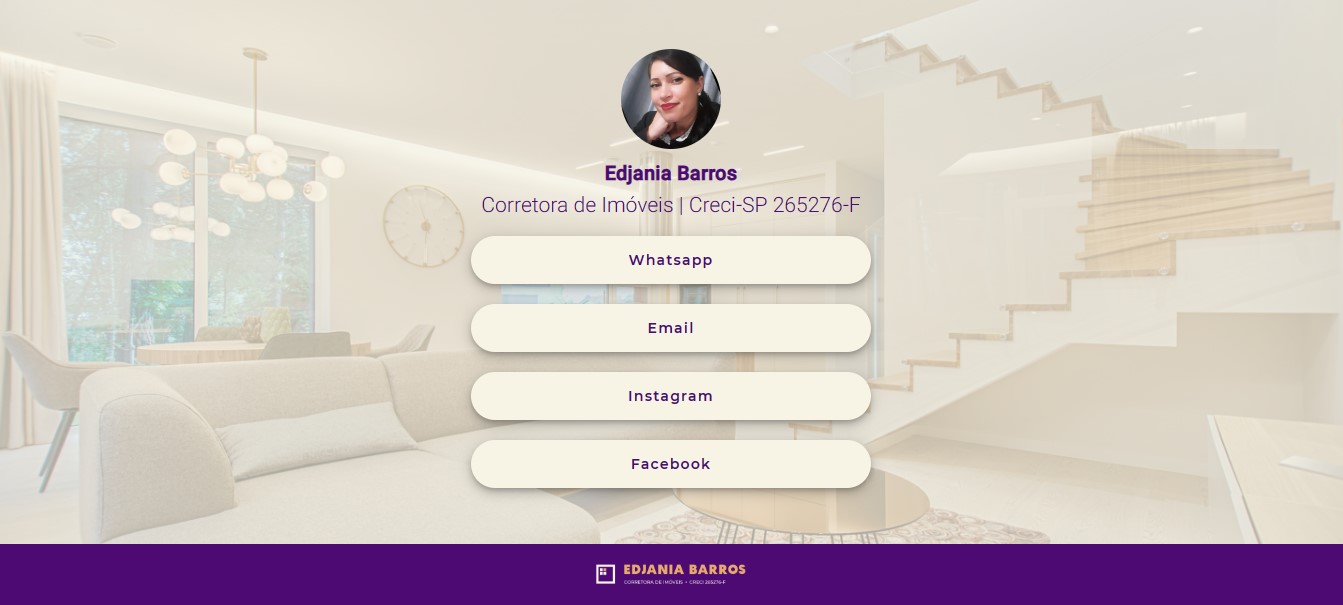 Edjania Barros
Corretora de Imóveis | Creci-SP 265276-F
Whatsapp
Email
Instagram
Facebook
EDJANIA BARROS
CORRETORA DE IMÓVEIS • CRECI 265276-F